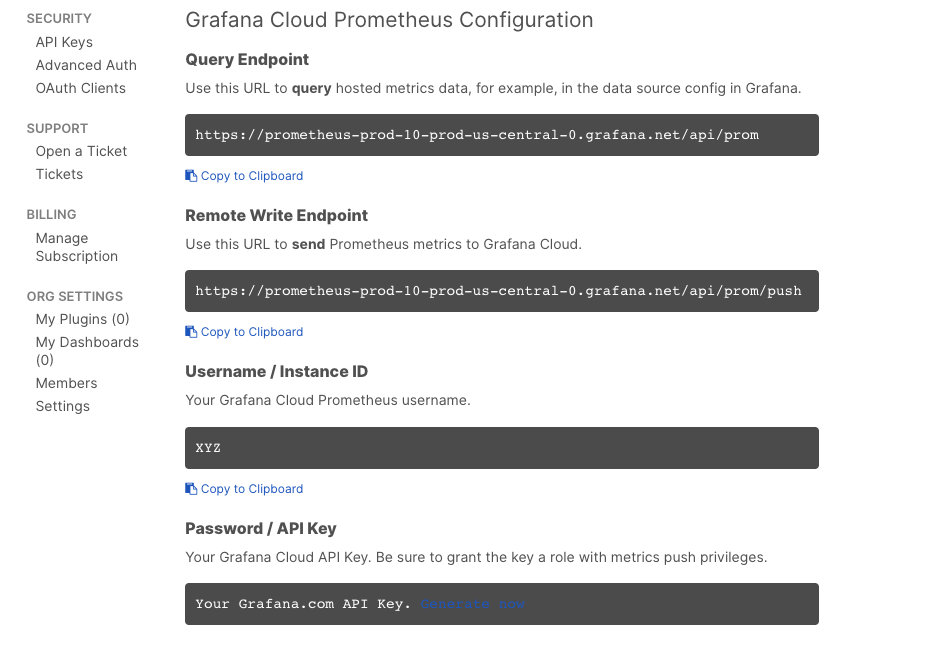 SECURITY
API Keys
Advanced Auth
OAuth Clients
SUPPORT
Open a Ticket
Tickets
BILLING
Manage
Subscription
ORG SETTINGS
My Plugins (0)
My Dashboards
(0)
Members
Settings
Grafana Cloud Prometheus Configuration
Query Endpoint
Use this URL to query hosted metrics data, for example, in the data source config in Grafana.
https://prometheus-prod-10-prod-us-central-0.grafana.net/api/prom
Copy to Clipboard
Remote Write Endpoint
Use this URL to send Prometheus metrics to Grafana Cloud.
https://prometheus-prod-10-prod-us-central-0.grafana.net/api/prom/push
Copy to Clipboard
Username / Instance ID
Your Grafana Cloud Prometheus username.
XYZ
Copy to Clipboard
Password / API Key
Your Grafana Cloud API Key. Be sure to grant the key a role with metrics push privileges.
Your Grafana.com API Key. Generate now